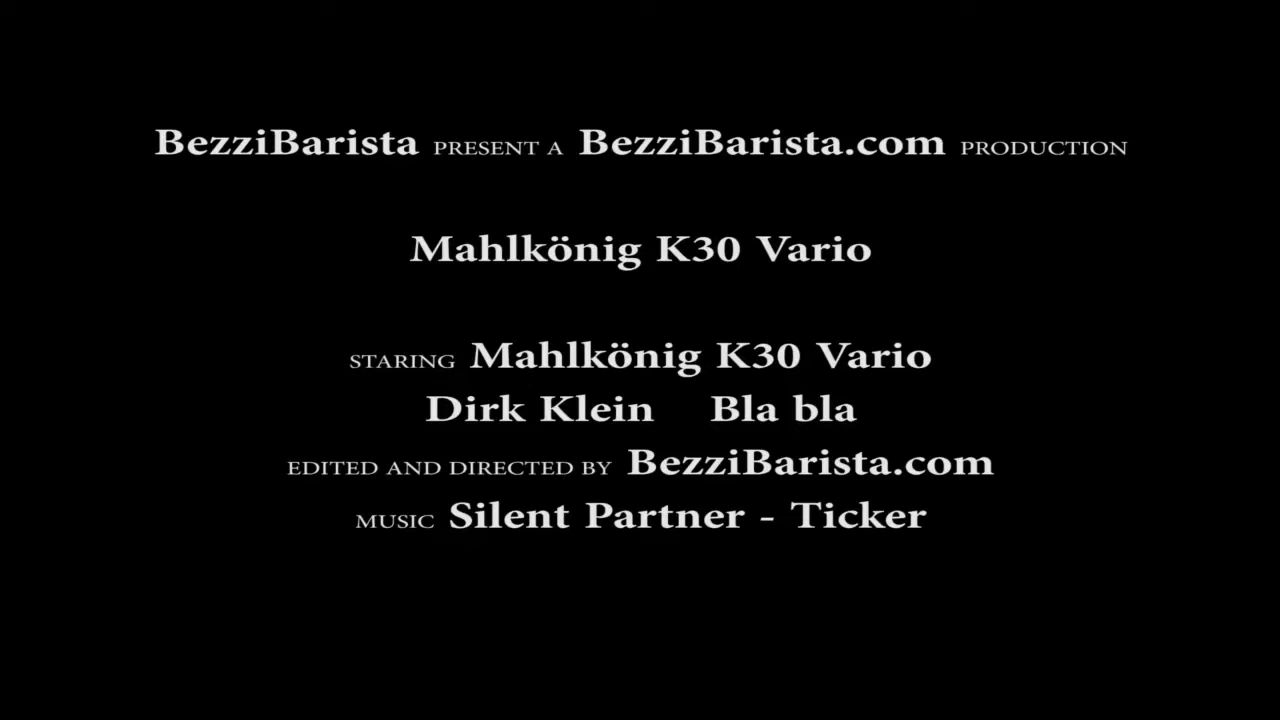 BezziBarista PRESENT A BezziBarista.com PRODUCTION
Mahlkönig K30 Vario
STARING Mahlkönig K30 Vario
Dirk Klein Bla bla
EDITED AND DIRECTED BY BezziBarista.com
MUSIC Silent Partner - Ticker